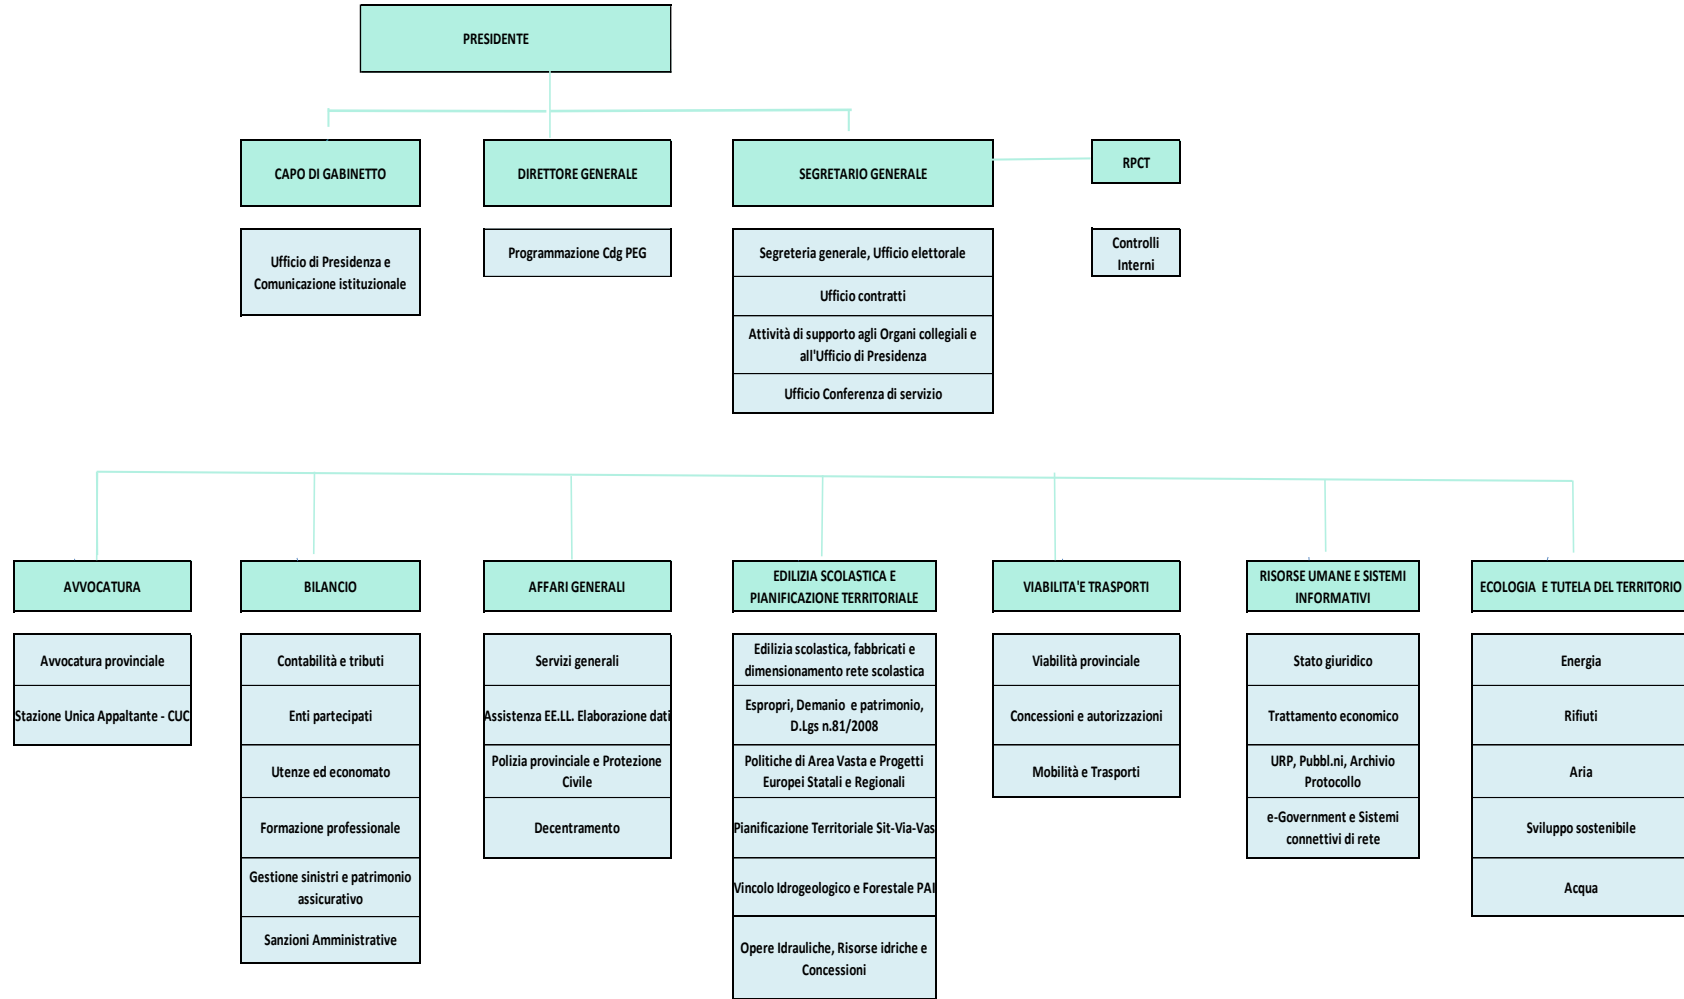 PRESIDENTE
CAPO DI GABINETTO
DIRETTORE GENERALE
SEGRETARIO GENERALE
RPCT
Ufficio di Presidenza e
Comunicazione istituzionale
Programmazione Cdg PEG
Segreteria generale, Ufficio elettorale
Ufficio contratti
Attività di supporto agli Organi collegiali e
all'Ufficio di Presidenza
Ufficio Conferenza di servizio
Controlli
Interni
AVVOCATURA
Avvocatura provinciale
Stazione Unica Appaltante - CUC
BILANCIO
Contabilità e tributi
Enti partecipati
Utenze ed economato
Formazione professionale
Gestione sinistri e patrimonio
assicurativo
Sanzioni Amministrative
AFFARI GENERALI
Servizi generali
Assistenza EE.LL. Elaborazione dati
Polizia provinciale e Protezione
Civile
Decentramento
EDILIZIA SCOLASTICA E
PIANIFICAZIONE TERRITORIALE
Edilizia scolastica, fabbricati e
dimensionamento rete scolastica
Espropri, Demanio e patrimonio,
D.Lgs n.81/2008
Politiche di Area Vasta e Progetti
Europei Statali e Regionali
Pianificazione Territoriale Sit-Via-Vas
Vincolo Idrogeologico e Forestale PAI
Opere Idrauliche, Risorse idriche e
Concessioni
VIABILITA'E TRASPORTI
Viabilità provinciale
Concessioni e autorizzazioni
Mobilità e Trasporti
RISORSE UMANE E SISTEMI
INFORMATIVI
Stato giuridico
Trattamento economico
URP, Pubbl.ni, Archivio
Protocollo
e-Government e Sistemi
connettivi di rete
ECOLOGIA E TUTELA DEL TERRITORIO
Energia
Rifiuti
Aria
Sviluppo sostenibile
Acqua